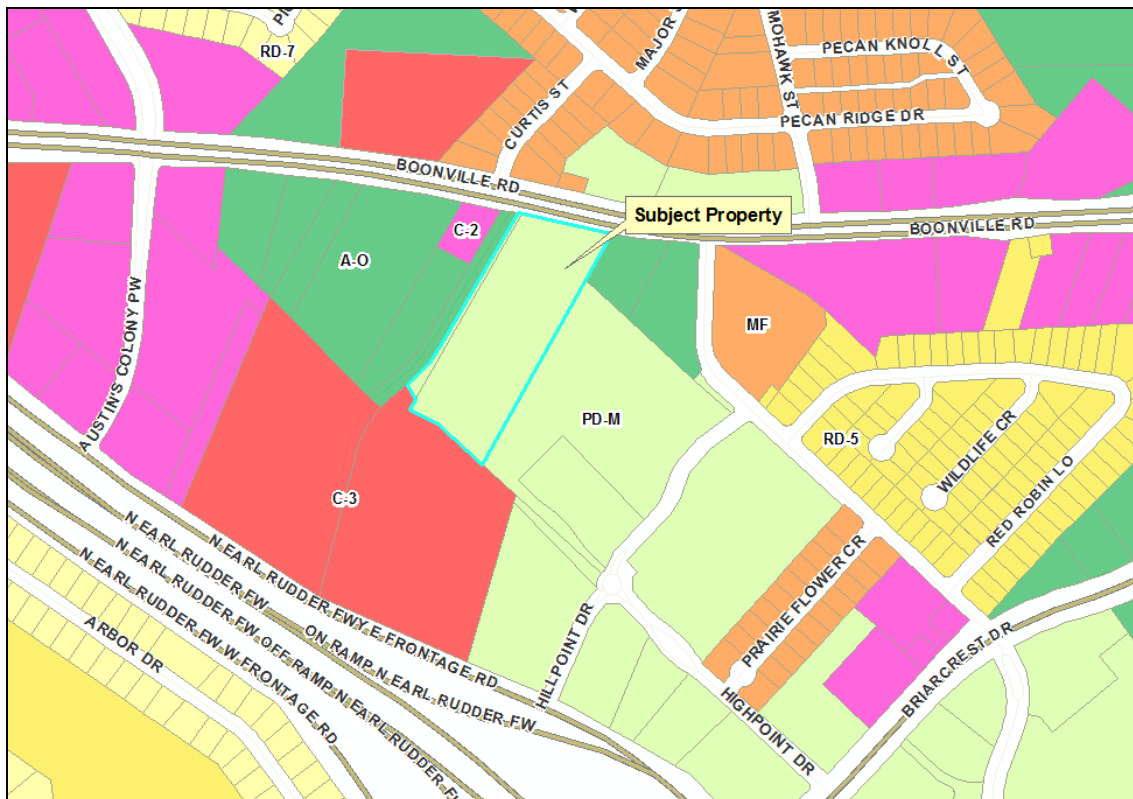 RD-7
MAJOR
MOHAWK ST
PECAN KNOLL ST
CURTIS ST
PECAN RIDGE DR
BOONVILLE RD
Subject Property
BOONVILLE RD
C-2
A-O
MF
AUSTIN'S COLONY PW
PD-M
RD-5
WILDLIFE CR
RED ROBIN LO
C-3
N EARL RUDDER FWY E FRONTAGE RD
N EARL RUDDER FW
ON RAMP N EARL RUDDER FW
N EARL RUDDER FW OFF RAMP N EARL RUDDER
N EARL RUDDER FW W FRONTAGE RD
ARBOR DR
PRAIRIE FLOWER CR
HILLPOINT DR
HIGHPOINT DR
BRIARCREST DR